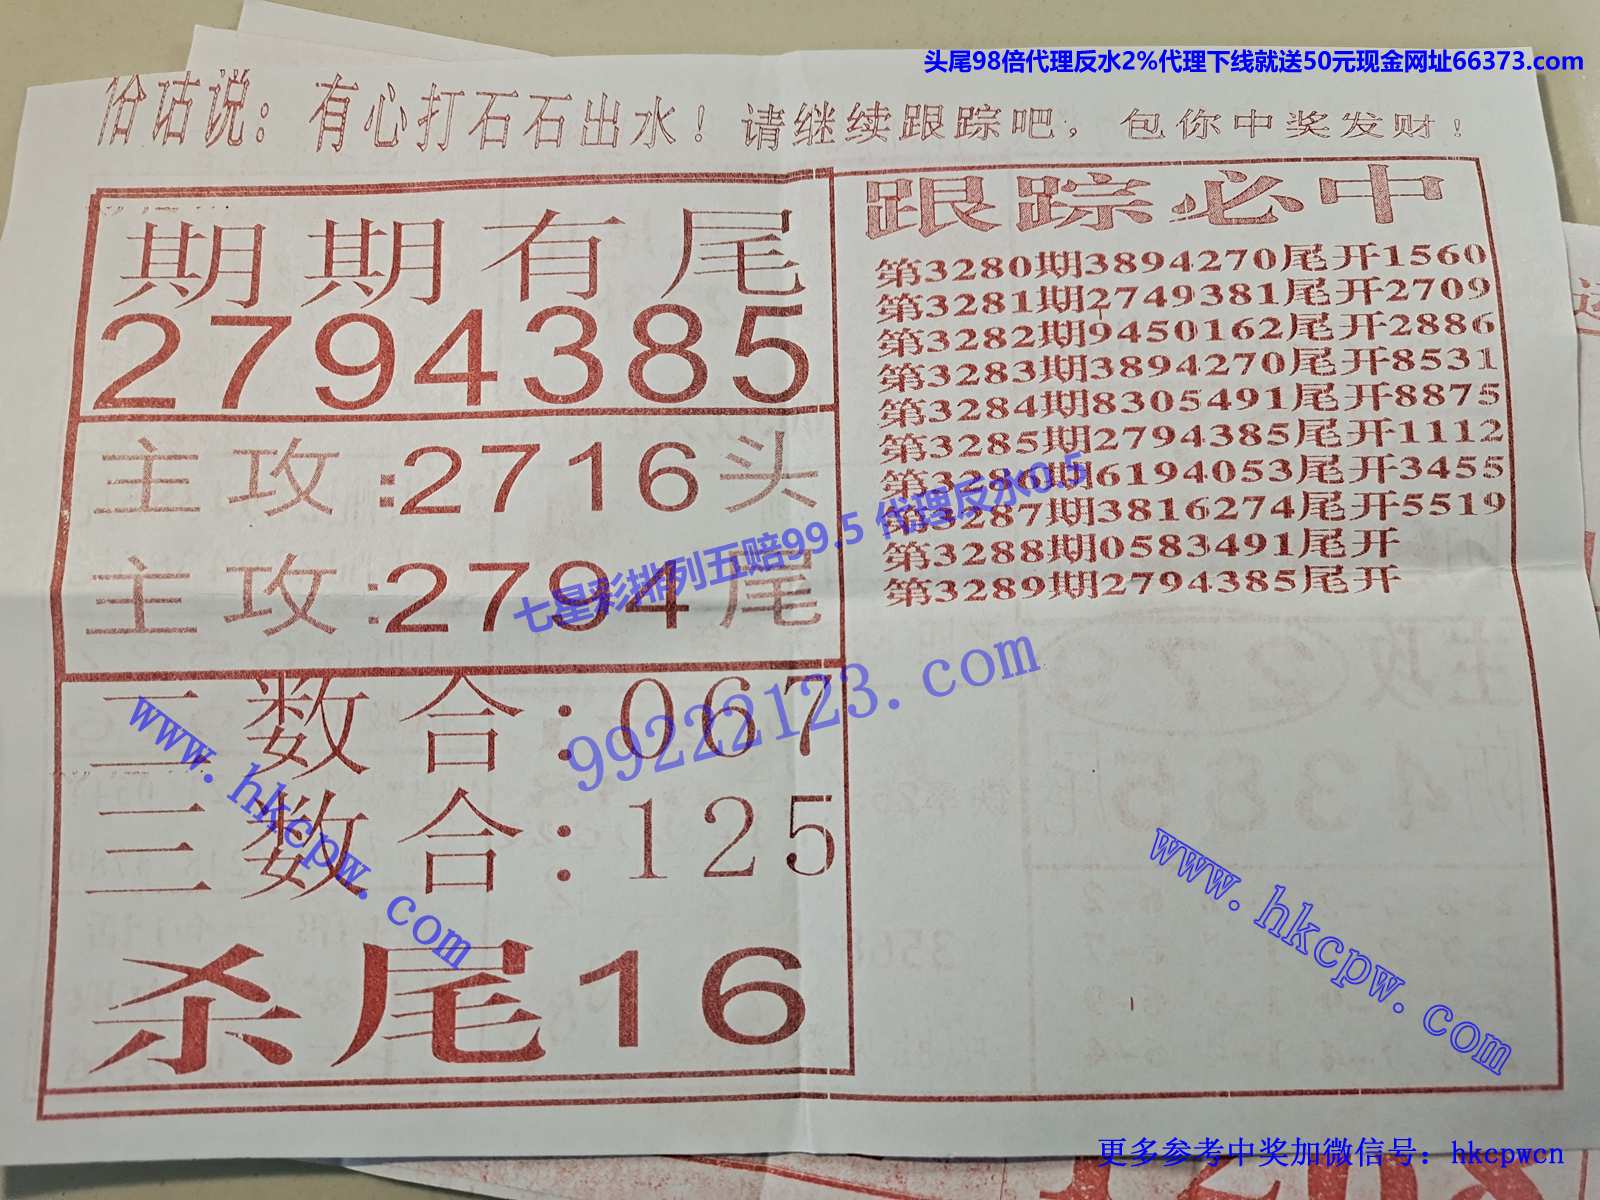 头尾98倍代理反水2%代理下线就送50元现金网址66373.com
俗话说：有心打石石出水！请继续跟踪吧，包你中奖发财！
期期有尾
2794385
主攻:2716头
主攻:2794尾
二数合:067
三数合:125
杀尾16
跟踪必中
第3280期3894270尾开1560
第3281期2749381尾开2709
第3282期9450162尾开2886
第3283期3894270尾开8531
第3284期8305491尾开8875
第3285期2794385尾开1112
第3286期6194053尾开3455
第3287期3816274尾开5519
第3288期0583491尾开
第3289期2794385尾开
七星彩排列五赔99.5 代理反水0.5
99222123.com
www.hkcpw.com
www.hkcpw.com
更多参考中奖加微信号：hkcpwcn